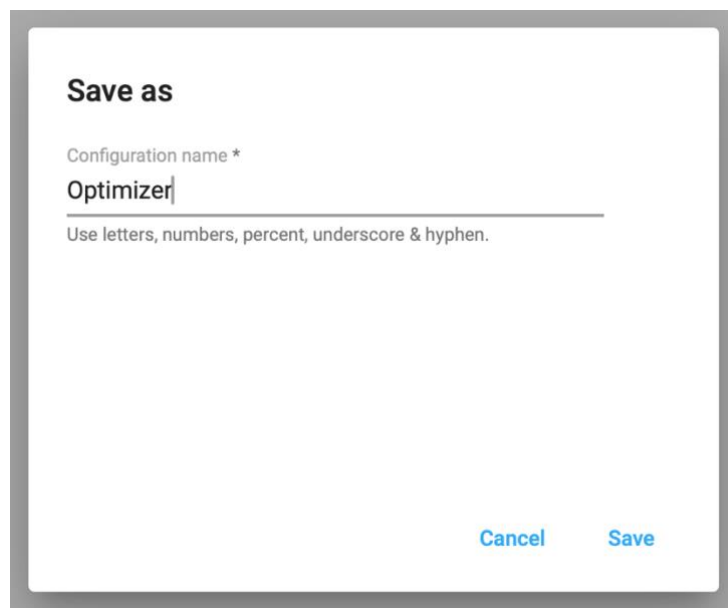 Save as
Configuration name *
Optimizer
Use letters, numbers, percent, underscore & hyphen.
Cancel Save